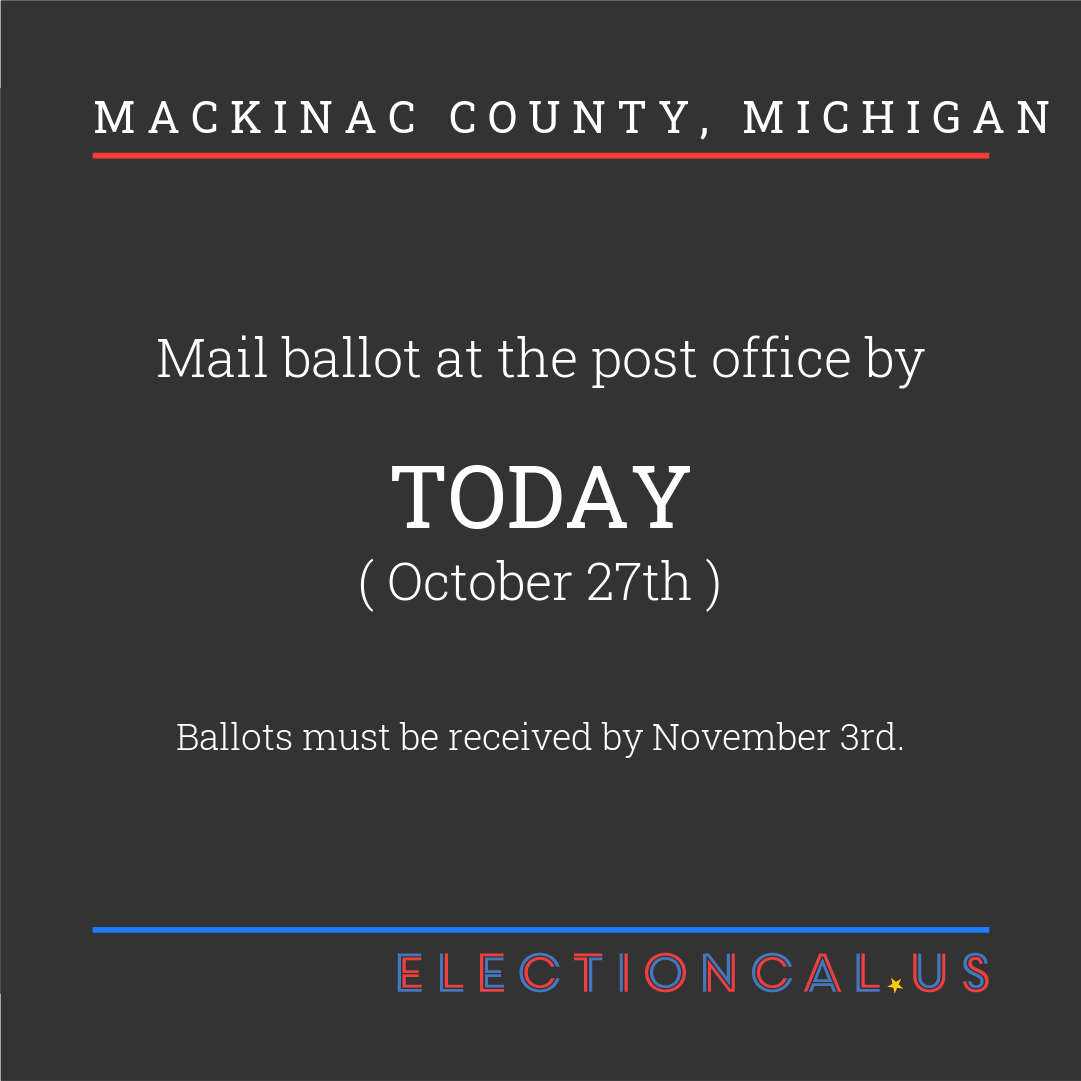 MACKINAC COUNTY, MICHIGAN
Mail ballot at the post office by
TODAY
( October 27th )
Ballots must be received by November 3rd.
ELECTIONCAL.US